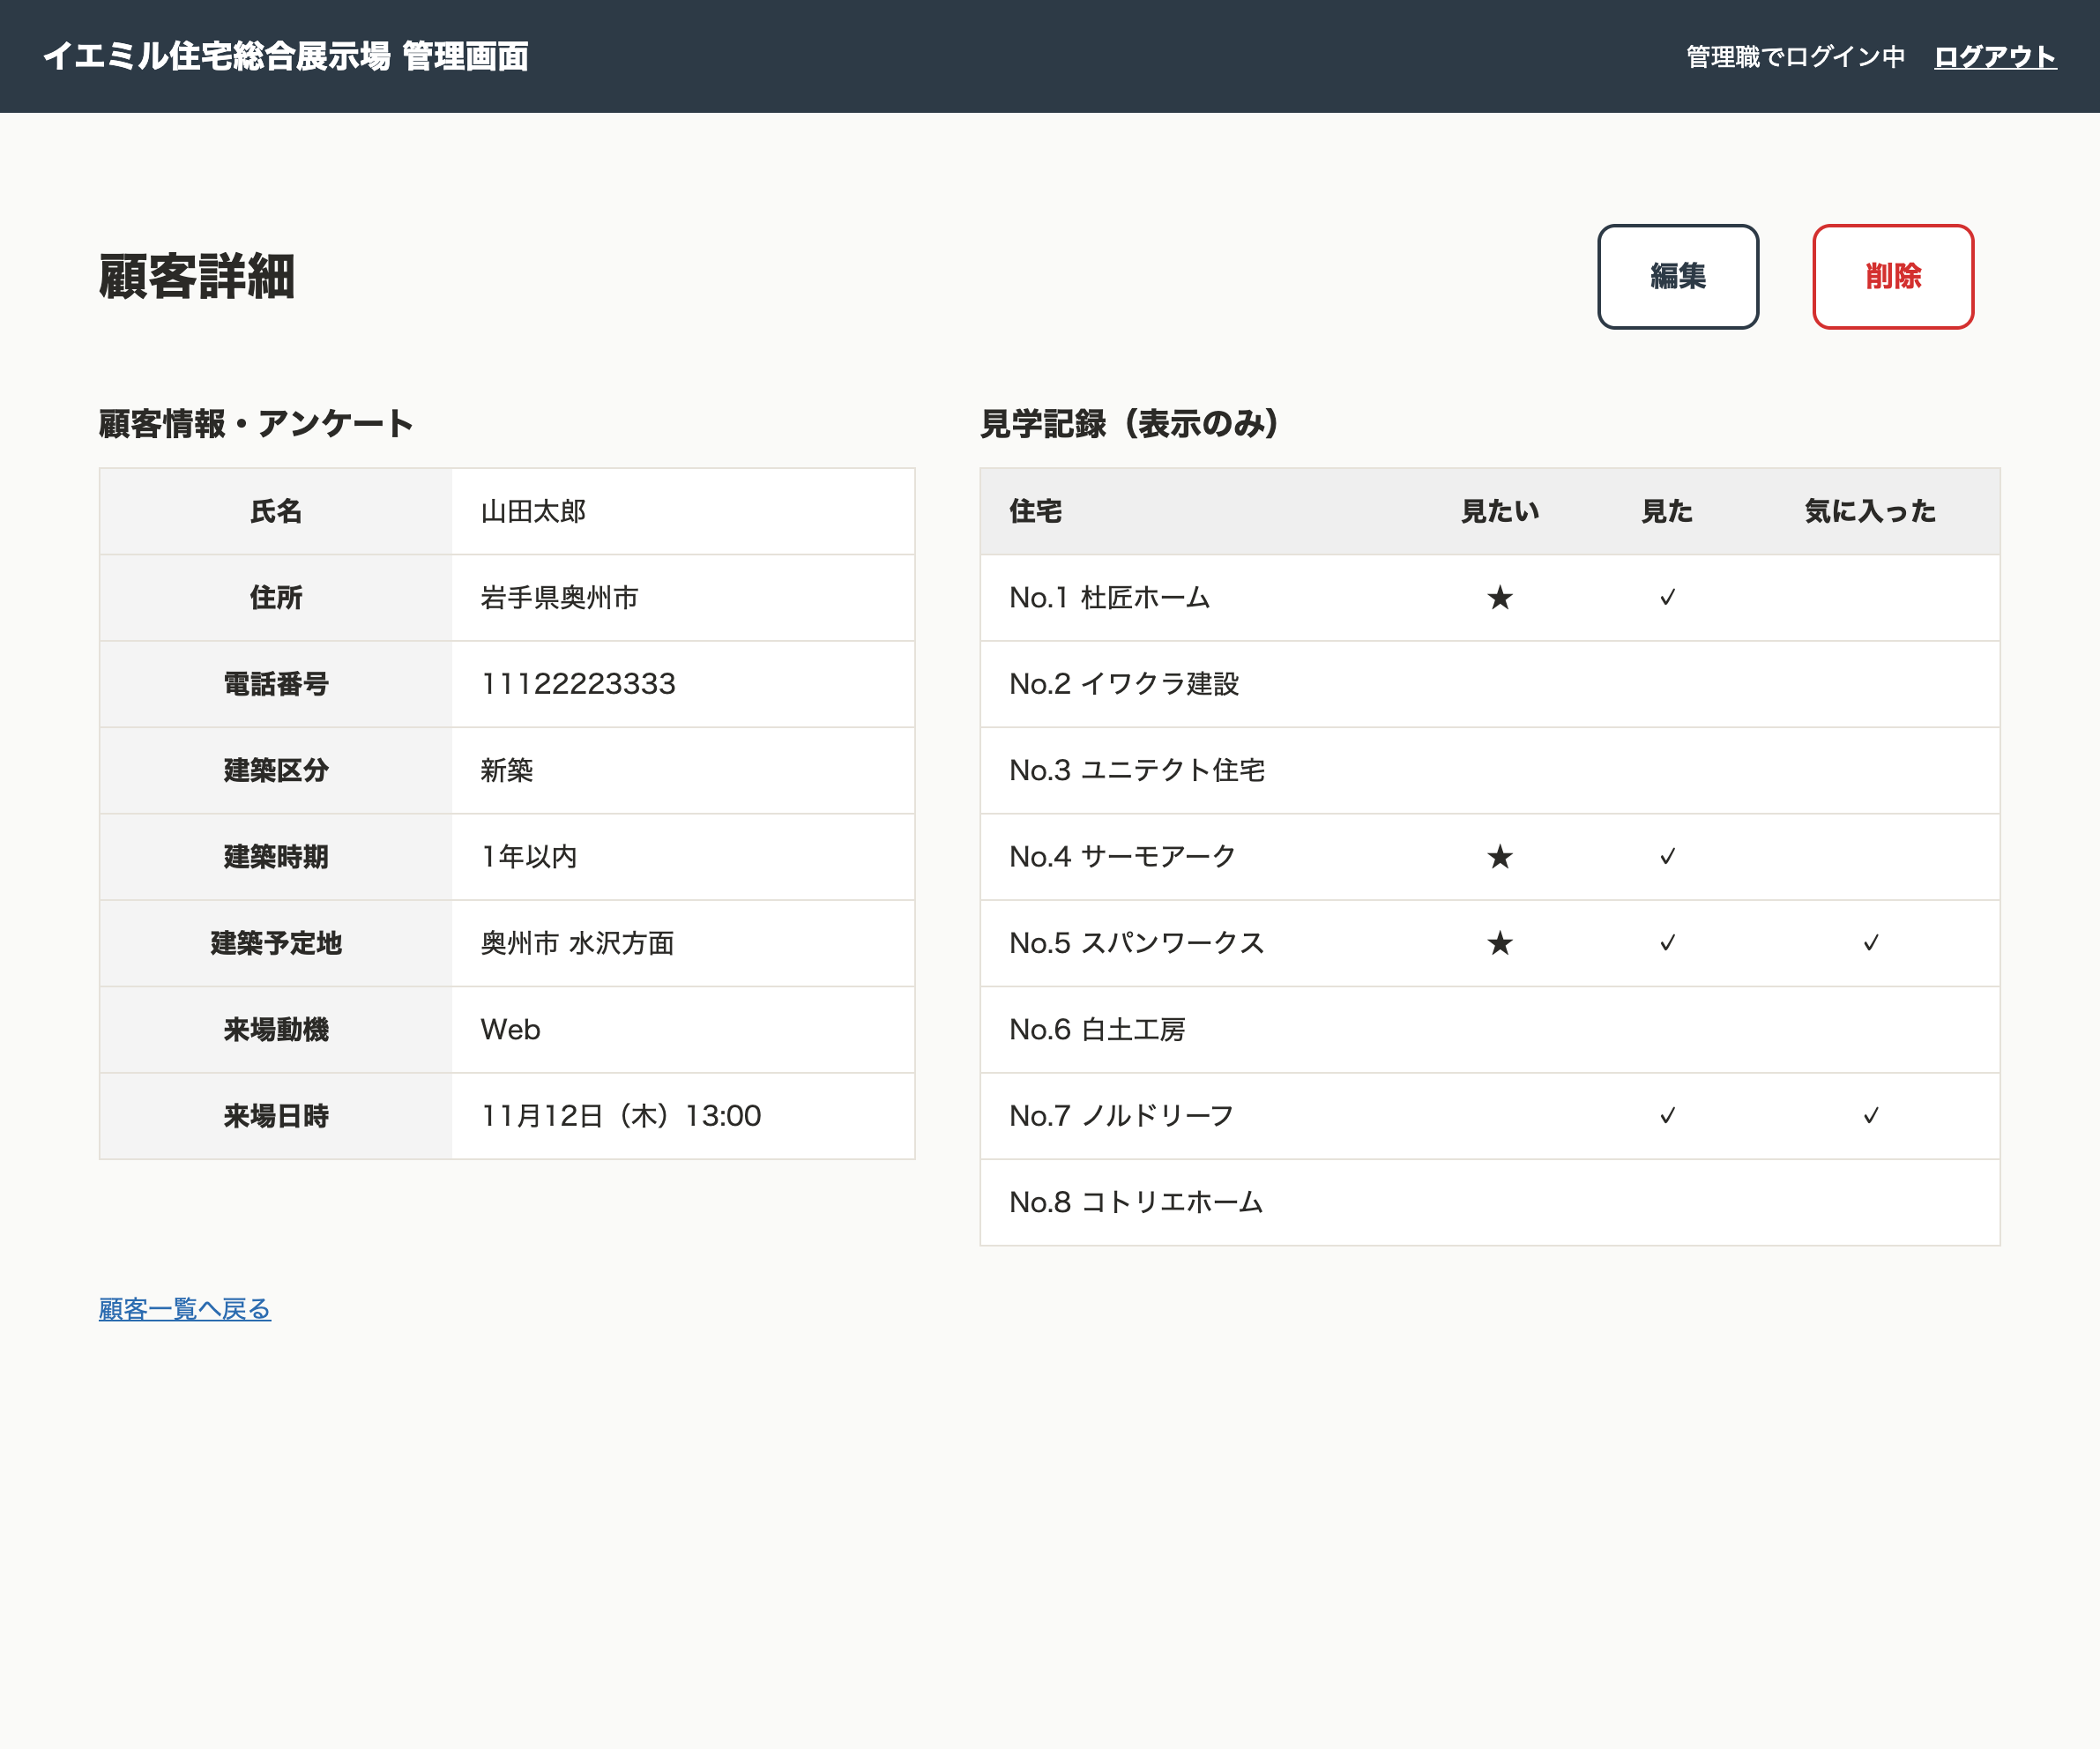 イエミル住宅総合展示場 管理画面
管理職でログイン中 ログアウト
顧客詳細
編集
削除
顧客情報・アンケート
氏名 山田太郎
住所 岩手県奥州市
電話番号 11122223333
建築区分 新築
建築時期 1年以内
建築予定地 奥州市 水沢方面
来場動機 Web
来場日時 11月12日（木）13:00
見学記録（表示のみ）
住宅 見たい 見た 気に入った
No.1 杜匠ホーム ★ ✓
No.2 イワクラ建設
No.3 ユニテクト住宅
No.4 サーモアーク ★ ✓
No.5 スパンワークス ★ ✓ ✓
No.6 白土工房
No.7 ノルドリーフ ✓ ✓
No.8 コトリエホーム
顧客一覧へ戻る